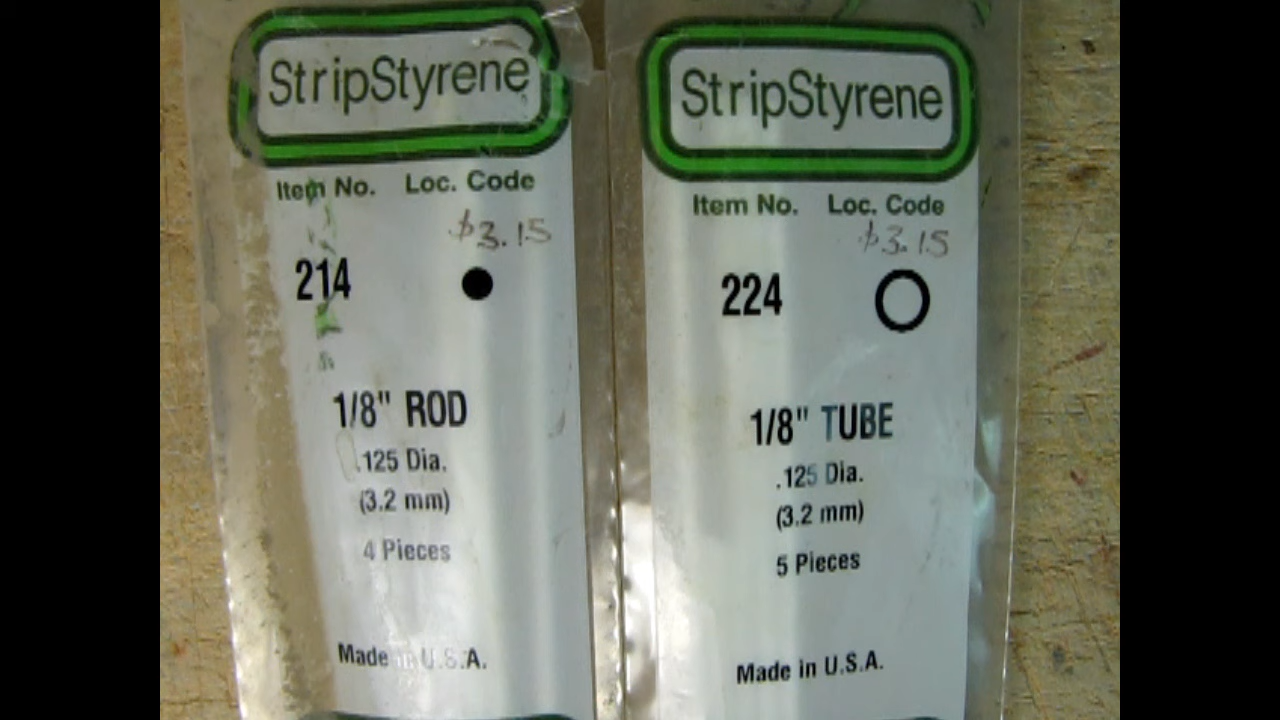 StripStyrene
Item No. Loc. Code
$3.15
214
1/8" ROD
.125 Dia.
(3.2 mm)
4 Pieces
Made in U.S.A.
StripStyrene
Item No. Loc. Code
$3.15
224
1/8" TUBE
.125 Dia.
(3.2 mm)
5 Pieces
Made in U.S.A.